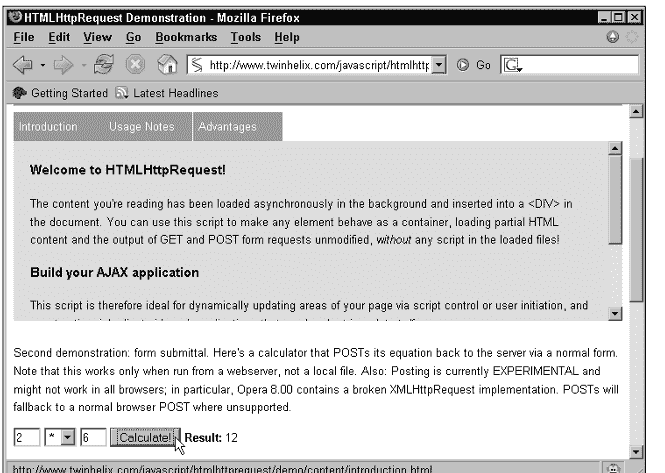 HTMLHttpRequest Demonstration - Mozilla Firefox
File Edit View Go Bookmarks Tools Help
http://www.twinhelix.com/javascript/htmlhttp Go G
Getting Started Latest Headlines
Introduction Usage Notes Advantages
Welcome to HTMLHttpRequest!
The content you're reading has been loaded asynchronously in the background and inserted into a <DIV> in
the document. You can use this script to make any element behave as a container, loading partial HTML
content and the output of GET and POST form requests unmodified, without any script in the loaded files!
Build your AJAX application
This script is therefore ideal for dynamically updating areas of your page via script control or user initiation, and
Second demonstration: form submittal. Here's a calculator that POSTs its equation back to the server via a normal form.
Note that this works only when run from a webserver, not a local file. Also: Posting is currently EXPERIMENTAL and
might not work in all browsers; in particular, Opera 8.00 contains a broken XMLHttpRequest implementation. POSTs will
fallback to a normal browser POST where unsupported.
2 * 6 Calculate! Result: 12
http://www.twinhelix.com/javascript/htmlhttprequest/demo/content/introduction.html